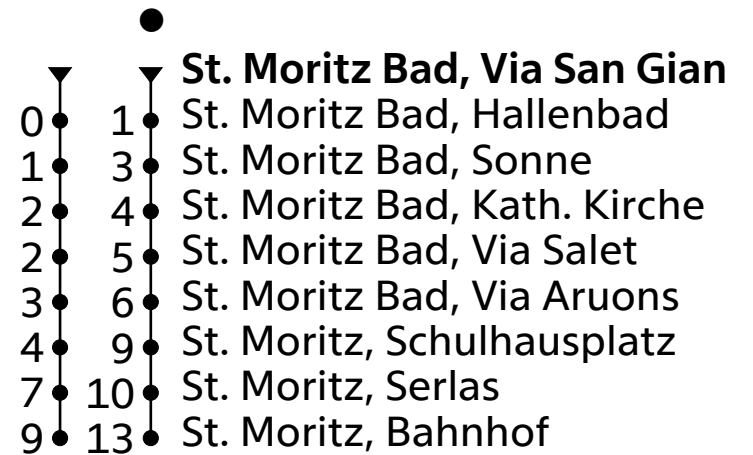 St. Moritz Bad, Via San Gian
0 1 St. Moritz Bad, Hallenbad
1 3 St. Moritz Bad, Sonne
2 4 St. Moritz Bad, Kath. Kirche
2 5 St. Moritz Bad, Via Salet
3 6 St. Moritz Bad, Via Aruons
4 9 St. Moritz, Schulhausplatz
7 10 St. Moritz, Serlas
9 13 St. Moritz, Bahnhof